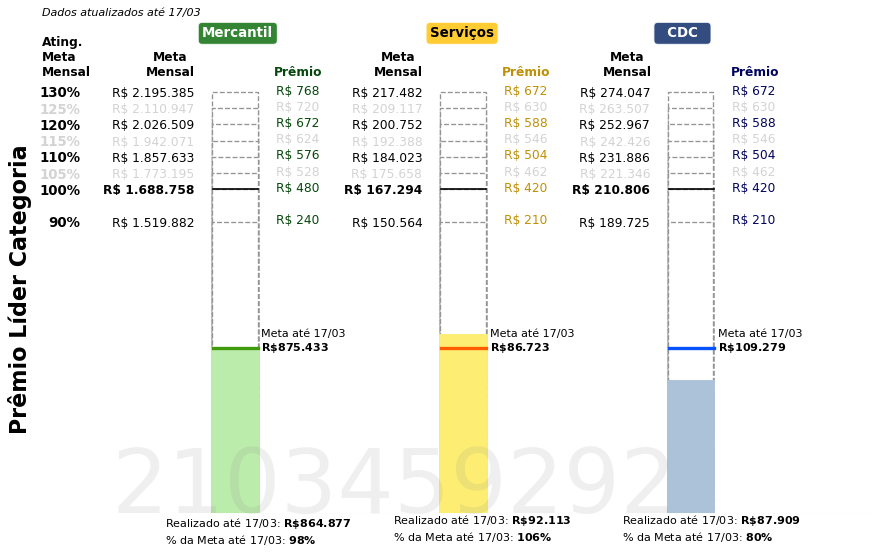 Dados atualizados até 17/03
Mercantil Serviços CDC
Ating. Meta Mensal
Meta Mensal Prêmio Meta Mensal Prêmio Meta Mensal Prêmio
130% R$ 2.195.385 R$ 768 R$ 217.482 R$ 672 R$ 274.047 R$ 672
125% R$ 2.110.947 R$ 720 R$ 209.117 R$ 630 R$ 263.507 R$ 630
120% R$ 2.026.509 R$ 672 R$ 200.752 R$ 588 R$ 252.967 R$ 588
115% R$ 1.942.071 R$ 624 R$ 192.388 R$ 546 R$ 242.426 R$ 546
110% R$ 1.857.633 R$ 576 R$ 184.023 R$ 504 R$ 231.886 R$ 504
105% R$ 1.773.195 R$ 528 R$ 175.658 R$ 462 R$ 221.346 R$ 462
100% R$ 1.688.758 R$ 480 R$ 167.294 R$ 420 R$ 210.806 R$ 420
90% R$ 1.519.882 R$ 240 R$ 150.564 R$ 210 R$ 189.725 R$ 210
Prêmio Líder Categoria
Meta até 17/03 Meta até 17/03 Meta até 17/03
R$875.433 R$86.723 R$109.279
2103459292
Realizado até 17/03: R$864.877 Realizado até 17/03: R$92.113 Realizado até 17/03: R$87.909
% da Meta até 17/03: 98% % da Meta até 17/03: 106% % da Meta até 17/03: 80%